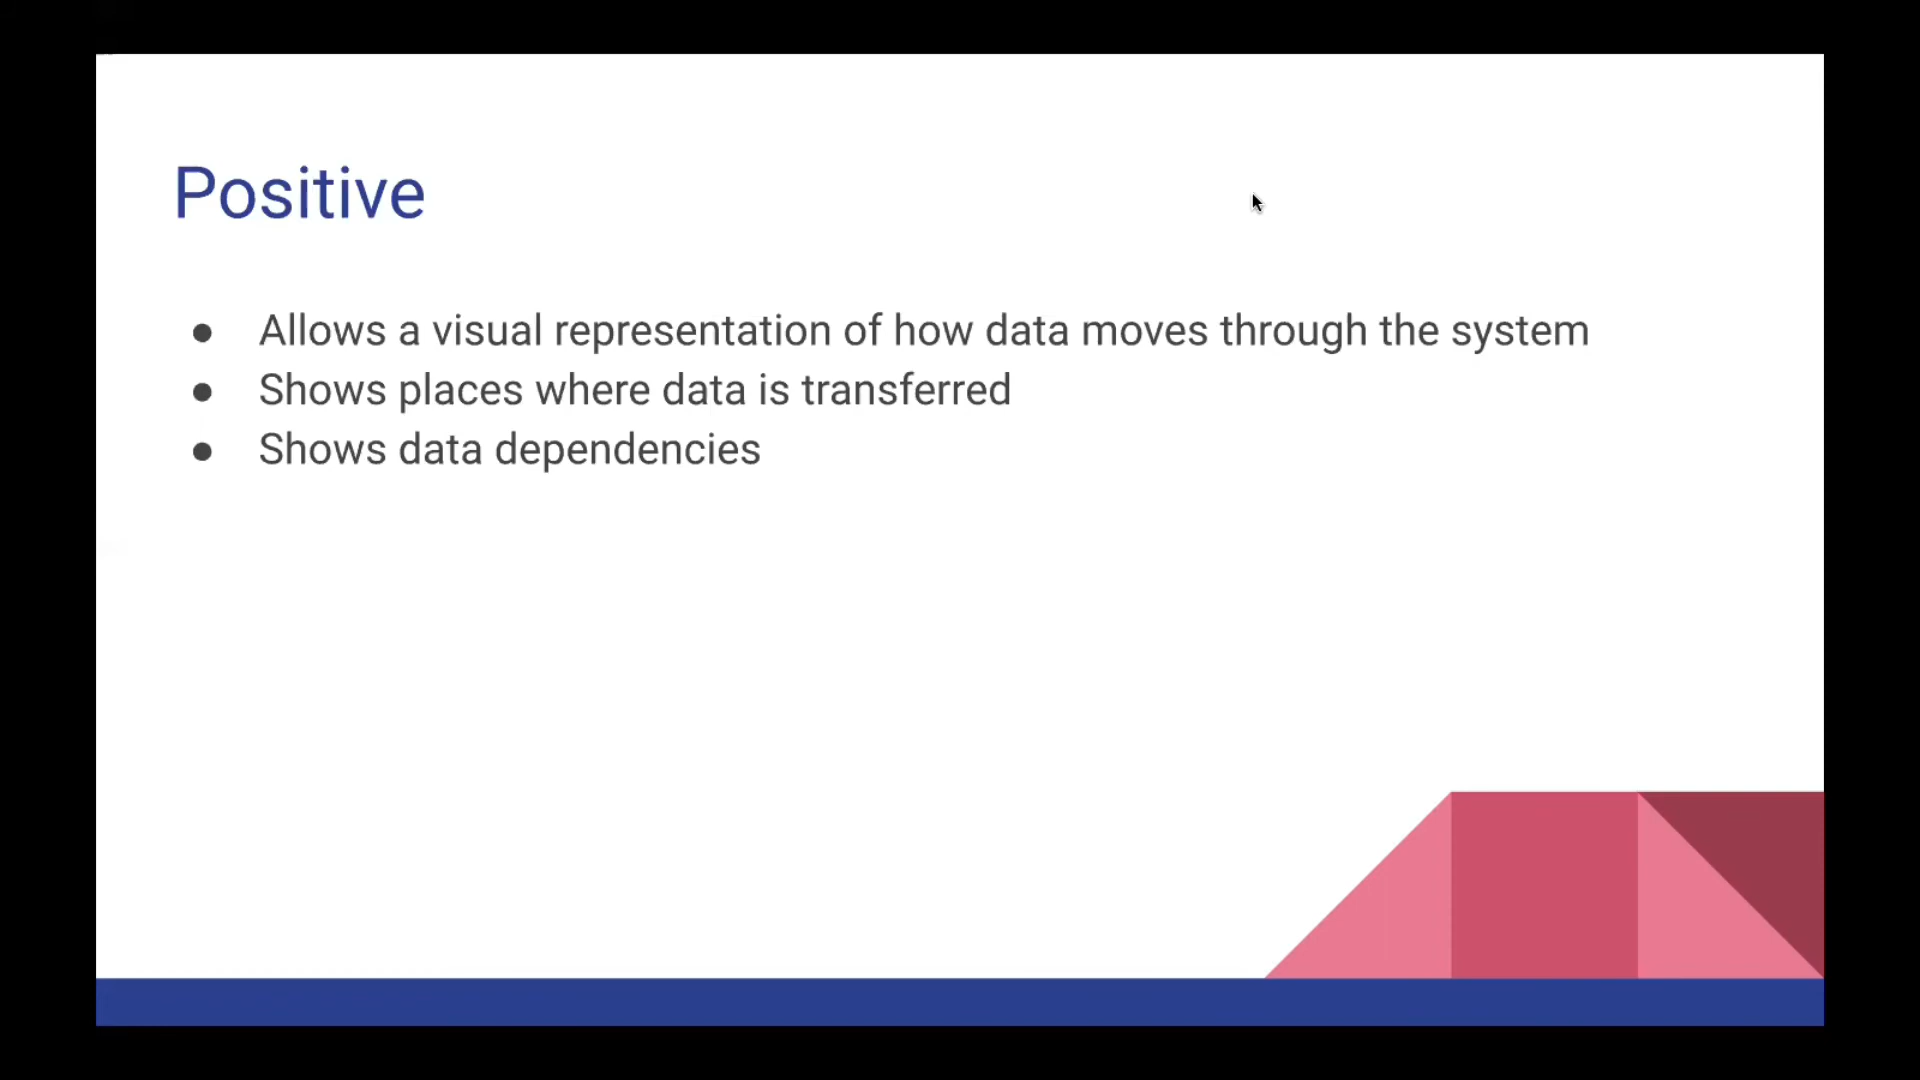 Positive
● Allows a visual representation of how data moves through the system
● Shows places where data is transferred
● Shows data dependencies